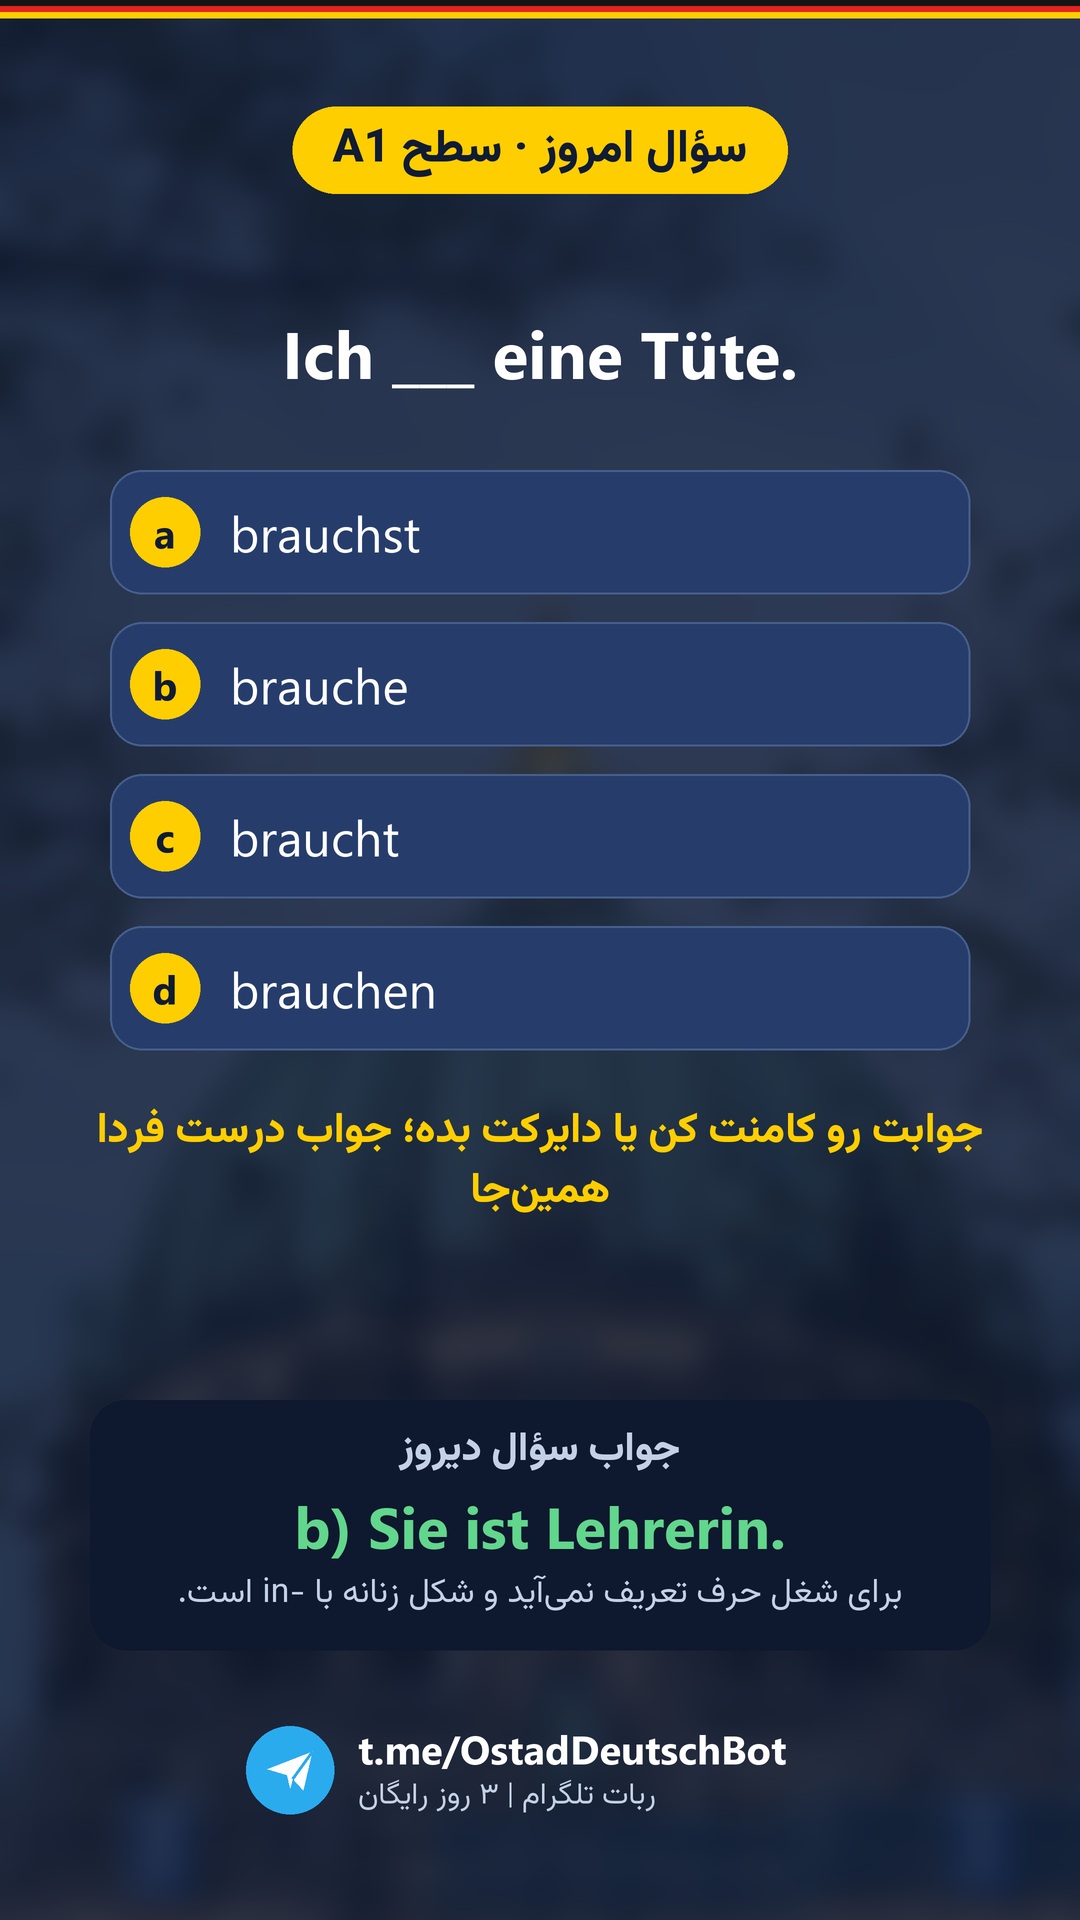 سؤال امروز · سطح A1
Ich ___ eine Tüte.
a brauchst
b brauche
c braucht
d brauchen
جوابت رو کامنت کن یا دایرکت بده؛ جواب درست فردا
همین‌جا
جواب سؤال دیروز
b) Sie ist Lehrerin.
برای شغل حرف تعریف نمی‌آید و شکل زنانه با -in است.
t.me/OstadDeutschBot
ربات تلگرام | ۳ روز رایگان